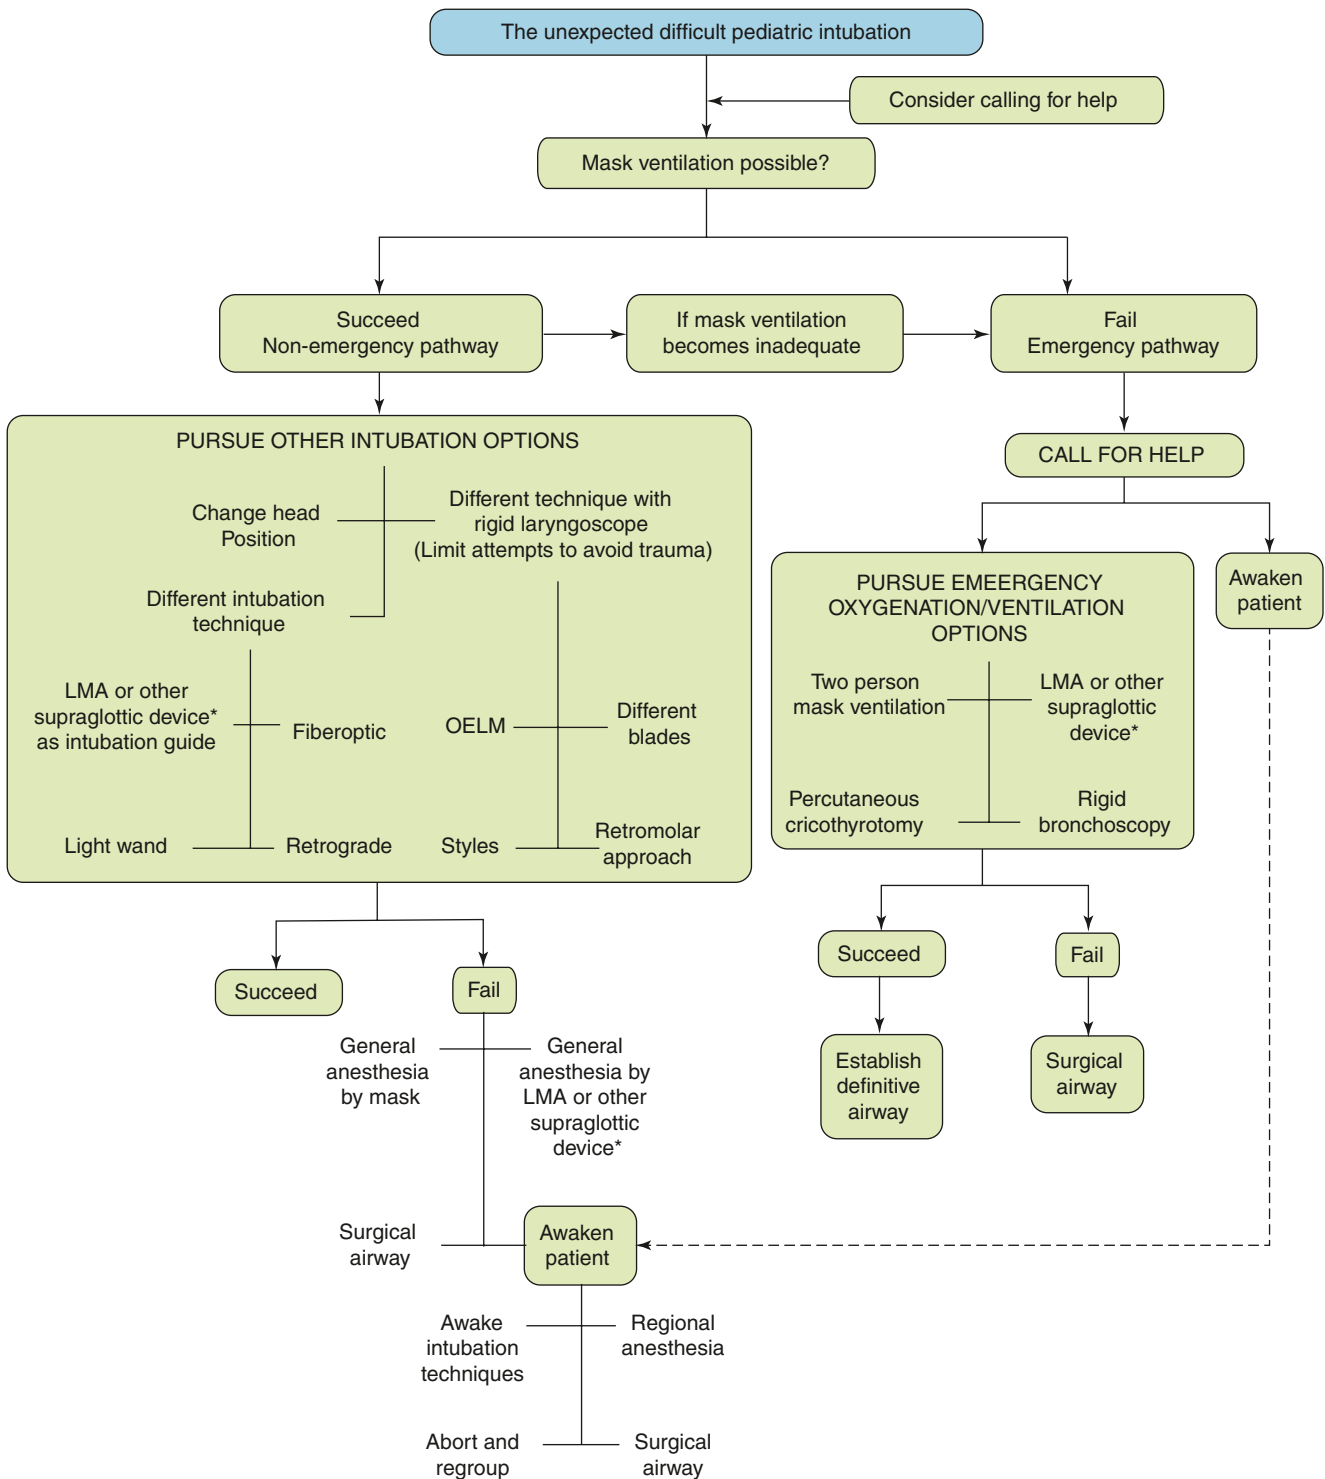 The unexpected difficult pediatric intubation
Consider calling for help
Mask ventilation possible?
Succeed
Non-emergency pathway
If mask ventilation
becomes inadequate
Fail
Emergency pathway
PURSUE OTHER INTUBATION OPTIONS
Change head
Position
Different technique with
rigid laryngoscope
(Limit attempts to avoid trauma)
Different intubation
technique
LMA or other
supraglottic device*
as intubation guide
Fiberoptic
OELM
Different
blades
Light wand
Retrograde
Styles
Retromolar
approach
CALL FOR HELP
PURSUE EMEERGENCY
OXYGENATION/VENTILATION
OPTIONS
Awaken
patient
Two person
mask ventilation
LMA or other
supraglottic
device*
Percutaneous
cricothyrotomy
Rigid
bronchoscopy
Succeed
Fail
Succeed
Fail
General
anesthesia
by mask
General
anesthesia by
LMA or other
supraglottic
device*
Establish
definitive
airway
Surgical
airway
Surgical
airway
Awaken
patient
Awake
intubation
techniques
Regional
anesthesia
Abort and
regroup
Surgical
airway